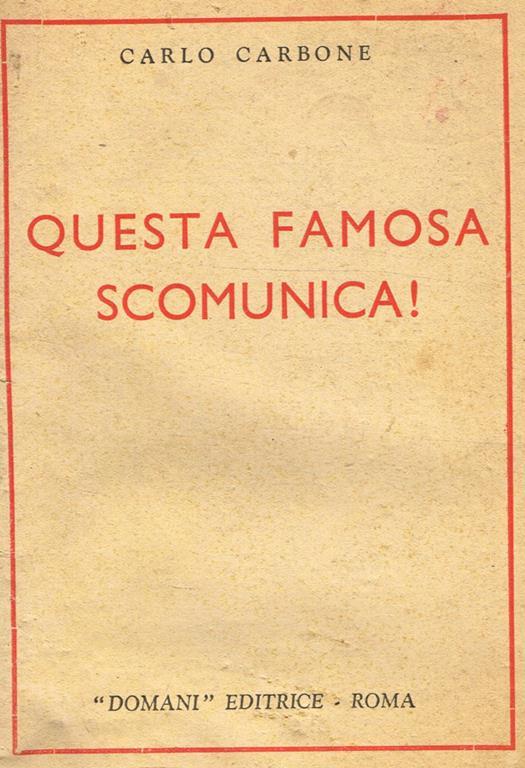 CARLO CARBONE
QUESTA FAMOSA
SCOMUNICA!
"DOMANI" EDITRICE - ROMA